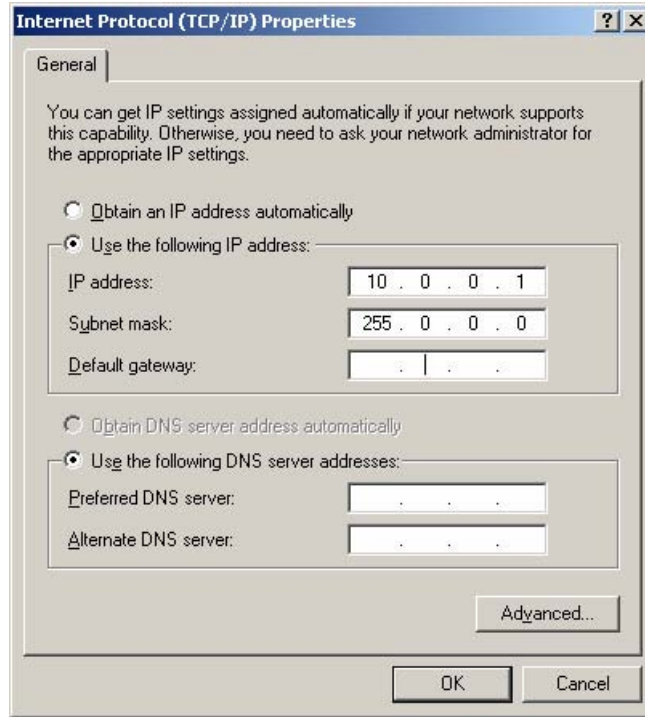 Internet Protocol (TCP/IP) Properties
General
You can get IP settings assigned automatically if your network supports
this capability. Otherwise, you need to ask your network administrator for
the appropriate IP settings.
Obtain an IP address automatically
Use the following IP address:
IP address: 10 . 0 . 0 . 1
Subnet mask: 255 . 0 . 0 . 0
Default gateway: . . .
Obtain DNS server address automatically
Use the following DNS server addresses:
Preferred DNS server: . . .
Alternate DNS server: . . .
Advanced...
OK Cancel